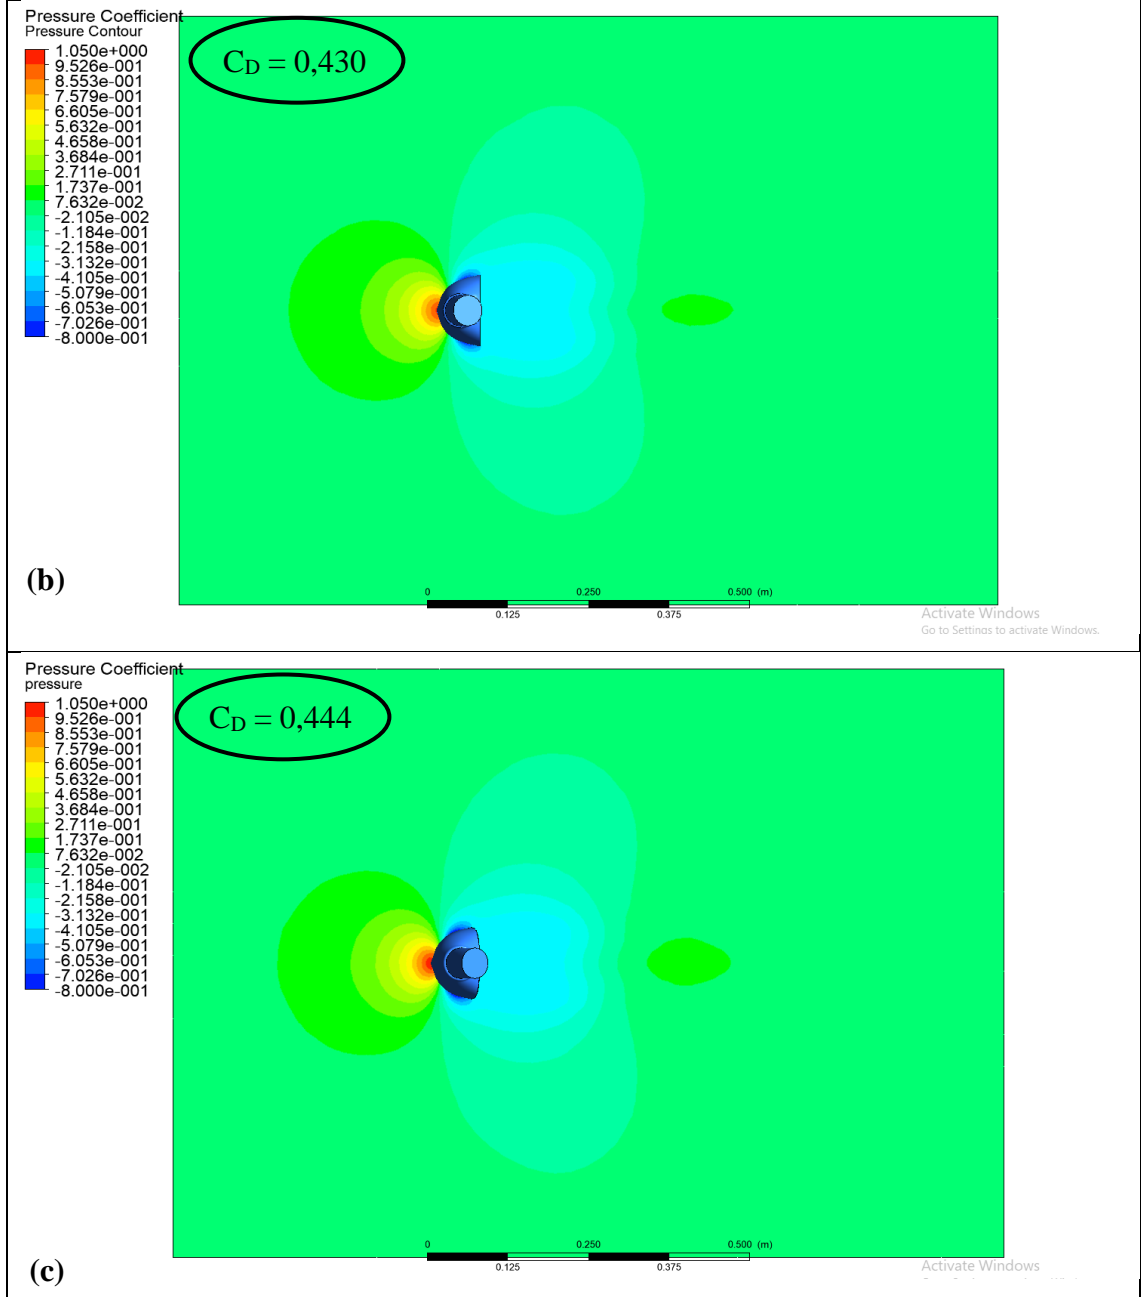 Pressure Coefficient
Pressure Contour
1.050e+000
9.526e-001
8.553e-001
7.579e-001
6.605e-001
5.632e-001
4.658e-001
3.684e-001
2.711e-001
1.737e-001
7.632e-002
-2.105e-002
-1.184e-001
-2.158e-001
-3.132e-001
-4.105e-001
-5.079e-001
-6.053e-001
-7.026e-001
-8.000e-001
CD = 0,430
(b)
0 0.250 0.500 (m)
0.125 0.375
Activate Windows
Go to Settings to activate Windows.
Pressure Coefficient
pressure
1.050e+000
9.526e-001
8.553e-001
7.579e-001
6.605e-001
5.632e-001
4.658e-001
3.684e-001
2.711e-001
1.737e-001
7.632e-002
-2.105e-002
-1.184e-001
-2.158e-001
-3.132e-001
-4.105e-001
-5.079e-001
-6.053e-001
-7.026e-001
-8.000e-001
CD = 0,444
(c)
0 0.250 0.500 (m)
0.125 0.375
Activate Windows